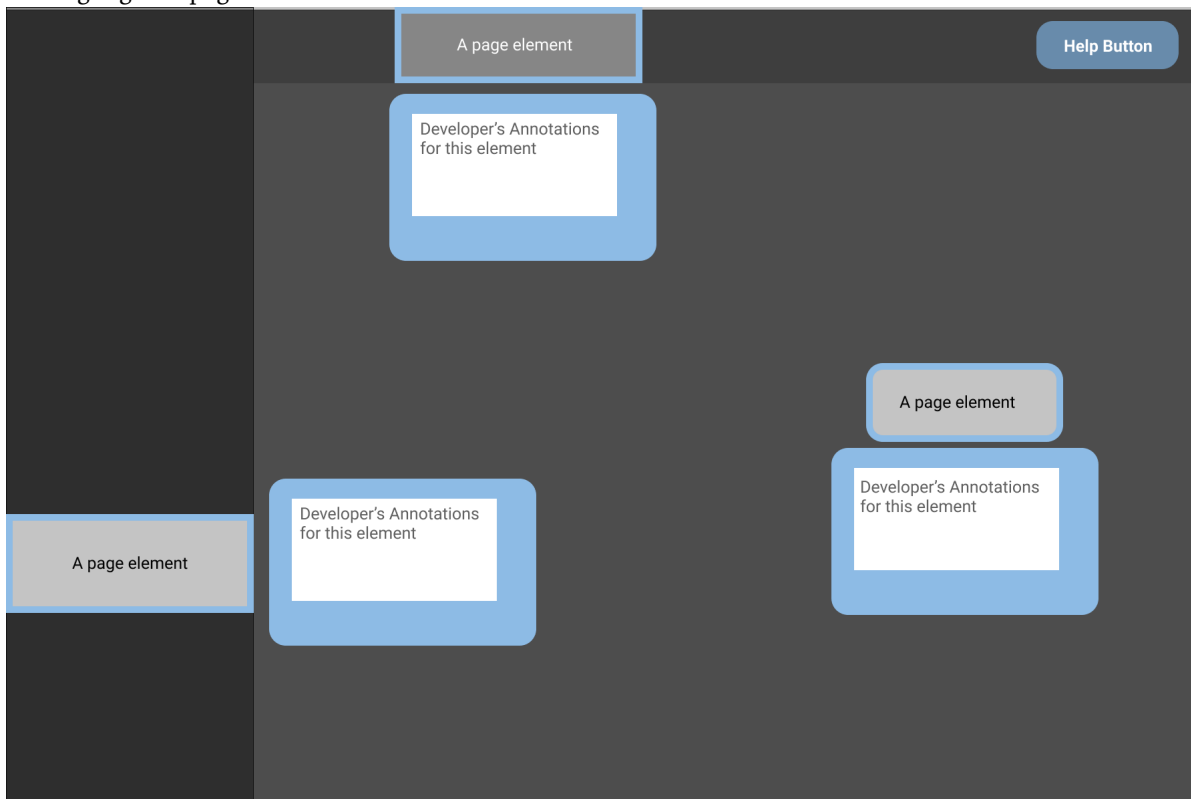 A page element
Help Button
Developer’s Annotations
for this element
A page element
Developer’s Annotations
for this element
Developer’s Annotations
for this element
A page element